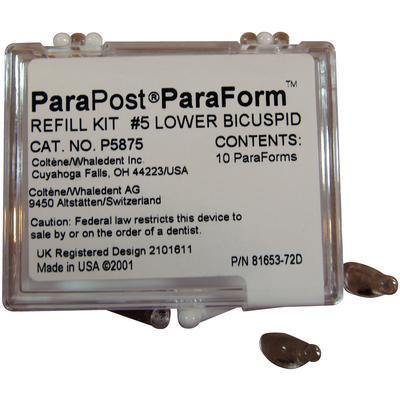 ParaPost®ParaForm™
REFILL KIT #5 LOWER BICUSPID
CAT. NO. P5875 CONTENTS:
Coltène/Whaledent Inc. 10 ParaForms
Cuyahoga Falls, OH 44223/USA
Coltène/Whaledent AG
9450 Altstätten/Switzerland
Caution: Federal law restricts this device to
sale by or on the order of a dentist.
UK Registered Design 2101611
Made in USA ©2001 P/N 81653-72D